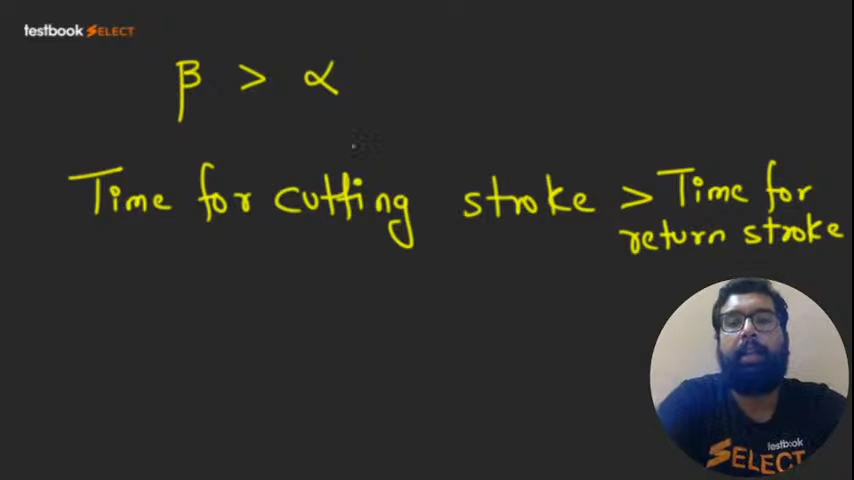 testbook SELECT
β > α
Time for cutting stroke > Time for
return stroke
testbook
SELECT